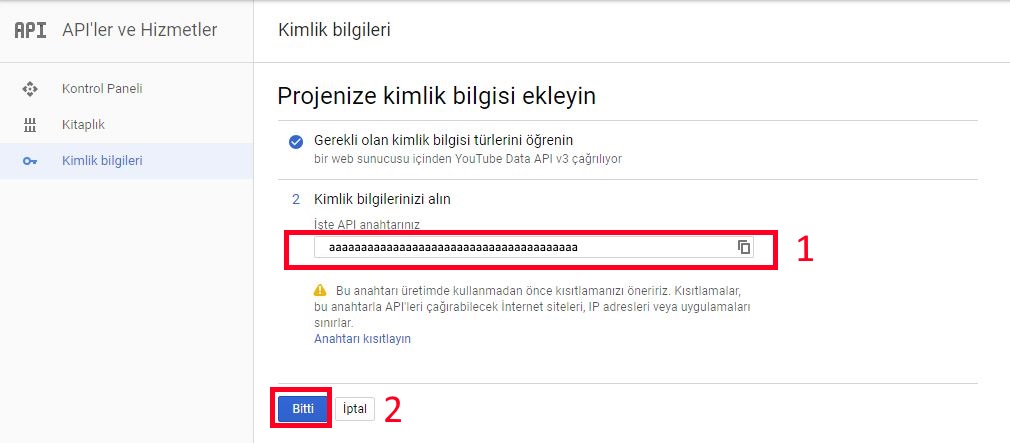 API API'ler ve Hizmetler
Kimlik bilgileri
Kontrol Paneli
Kitaplık
Kimlik bilgileri
Projenize kimlik bilgisi ekleyin
Gerekli olan kimlik bilgisi türlerini öğrenin
bir web sunucusu içinden YouTube Data API v3 çağrılıyor
2 Kimlik bilgilerinizi alın
İşte API anahtarınız
aaaaaaaaaaaaaaaaaaaaaaaaaaaaaaaaaaaaaaa
1
Bu anahtarı üretimde kullanmadan önce kısıtlamanızı öneririz. Kısıtlamalar,
bu anahtarla API'leri çağırabilecek İnternet siteleri, IP adresleri veya uygulamaları
sınırlar.
Anahtarı kısıtlayın
Bitti İptal 2